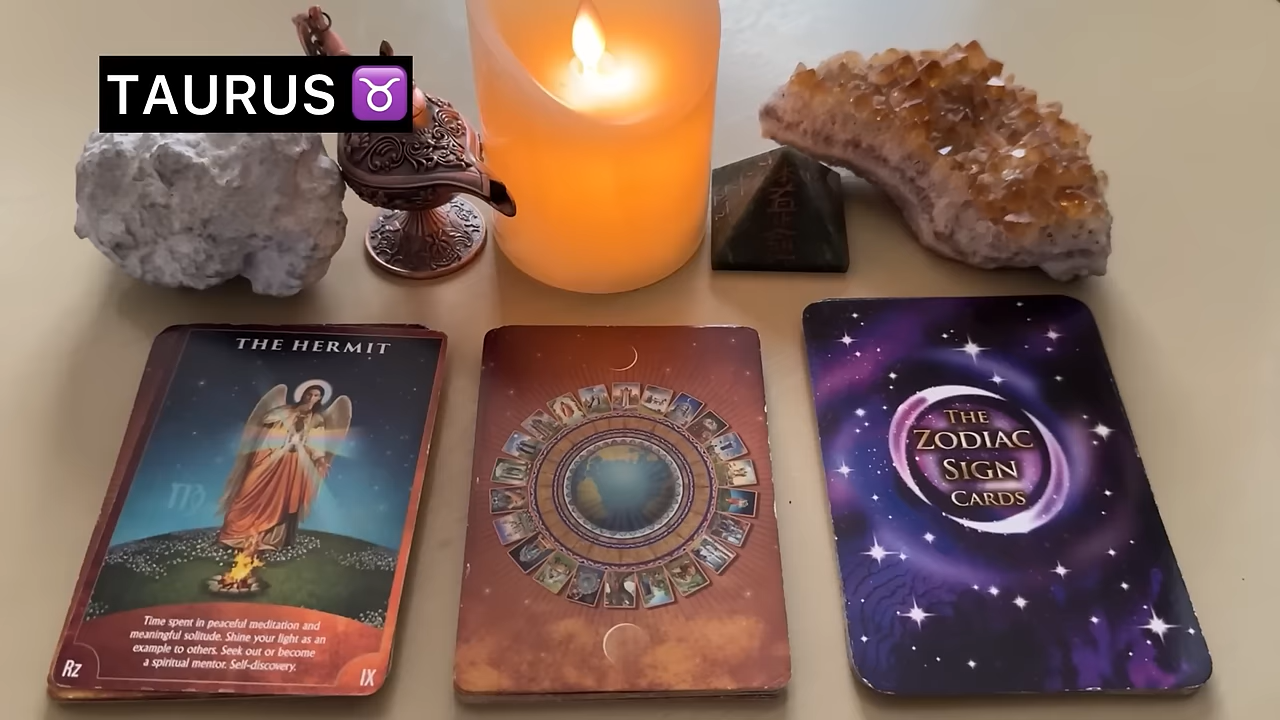 TAURUS ♉
THE HERMIT
Time spent in peaceful meditation and
meaningful solitude. Shine your light as an
example to others. Seek out or become
a spiritual mentor. Self-discovery.
Rz
IX
THE
ZODIAC
SIGN
CARDS